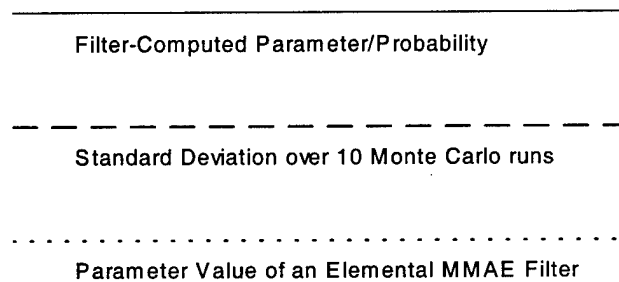 Filter-Computed Parameter/Probability
Standard Deviation over 10 Monte Carlo runs
Parameter Value of an Elemental MMAE Filter